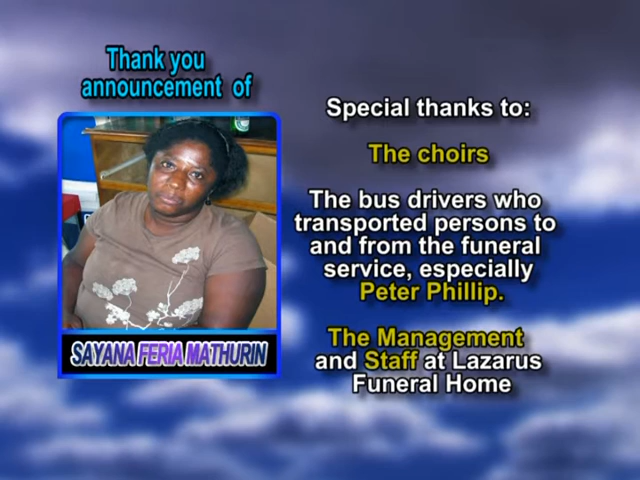 Thank you
announcement of
SAYANA FERIA MATHURIN
Special thanks to:
The choirs
The bus drivers who
transported persons to
and from the funeral
service, especially
Peter Phillip.
The Management
and Staff at Lazarus
Funeral Home